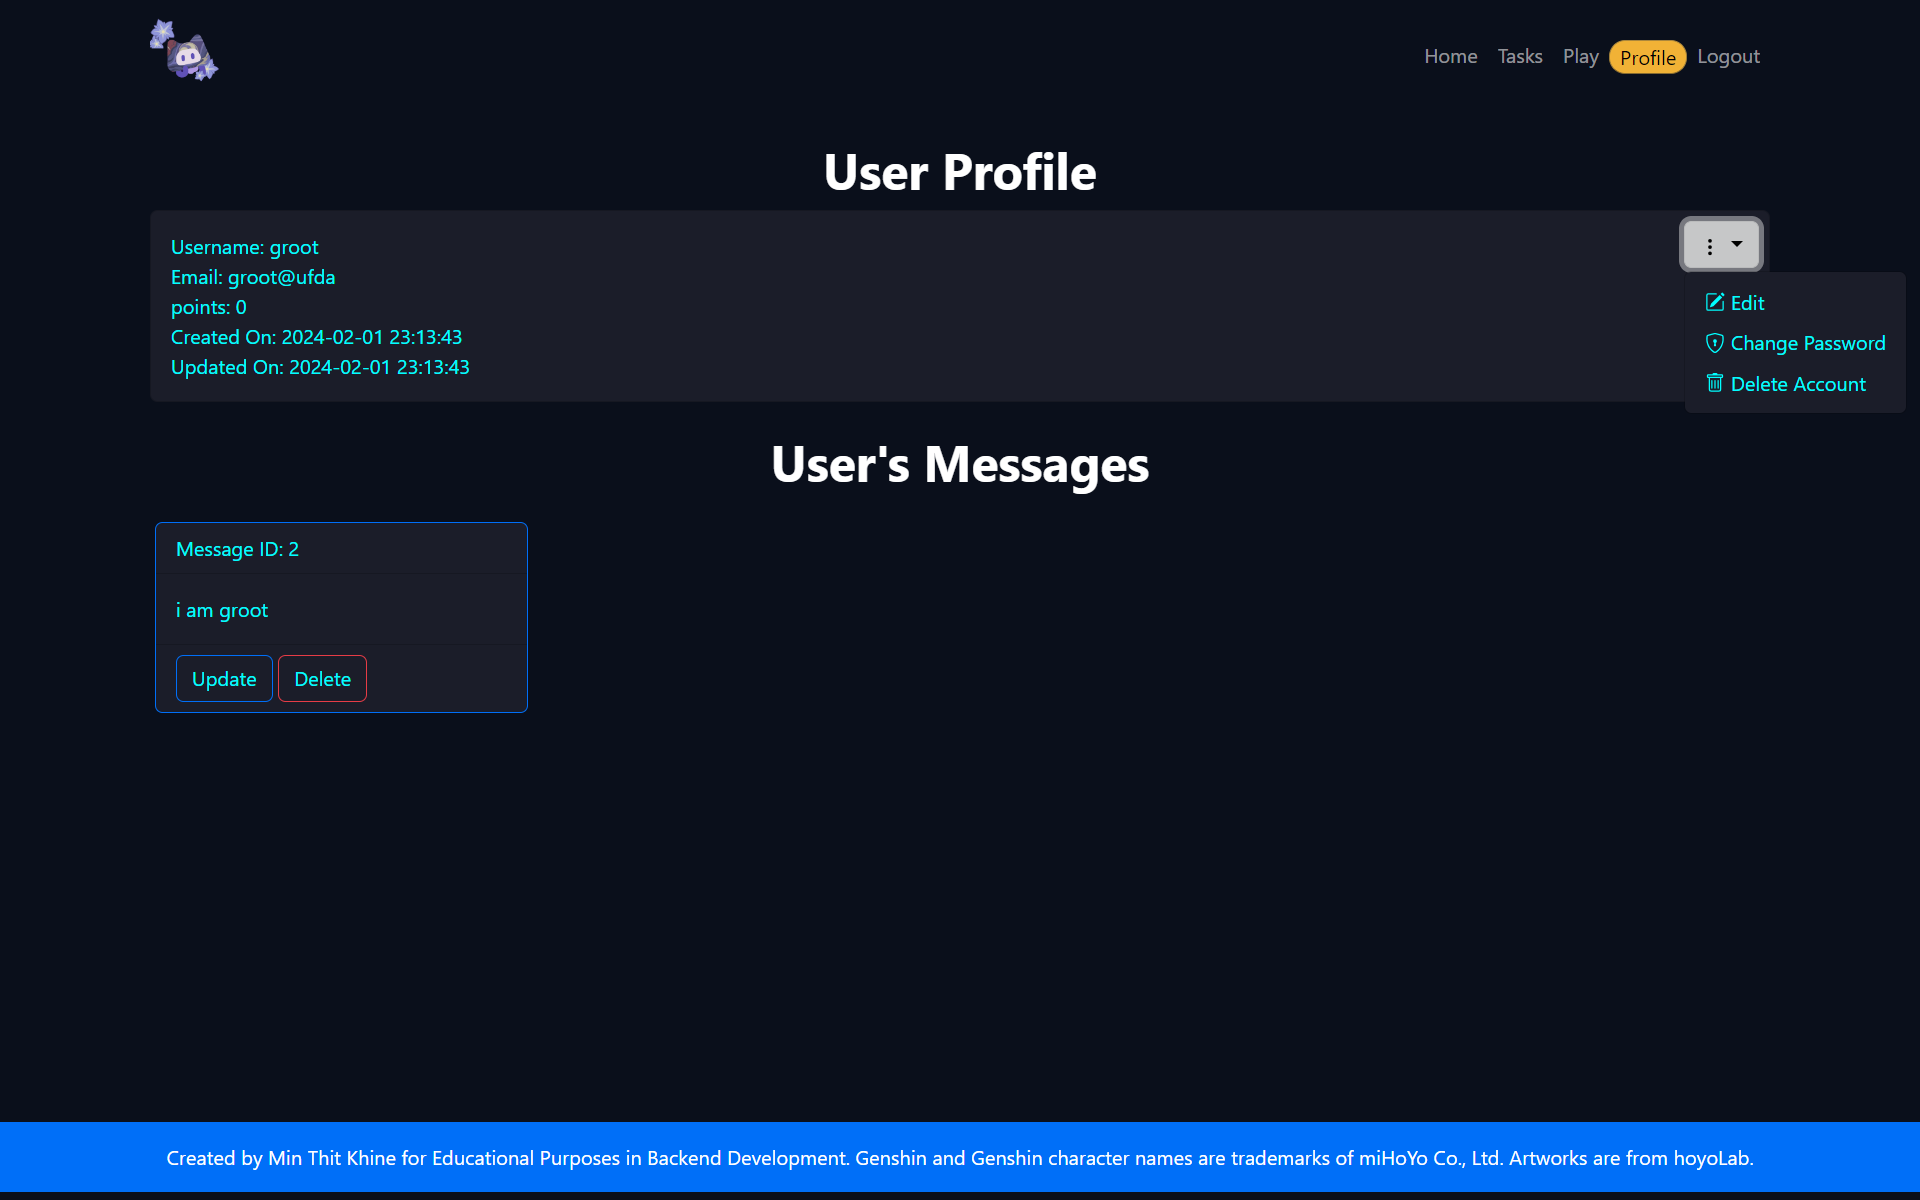 Home Tasks Play Profile Logout
User Profile
Username: groot
Email: groot@ufda
points: 0
Created On: 2024-02-01 23:13:43
Updated On: 2024-02-01 23:13:43
Edit
Change Password
Delete Account
User's Messages
Message ID: 2
i am groot
Update Delete
Created by Min Thit Khine for Educational Purposes in Backend Development. Genshin and Genshin character names are trademarks of miHoYo Co., Ltd. Artworks are from hoyoLab.